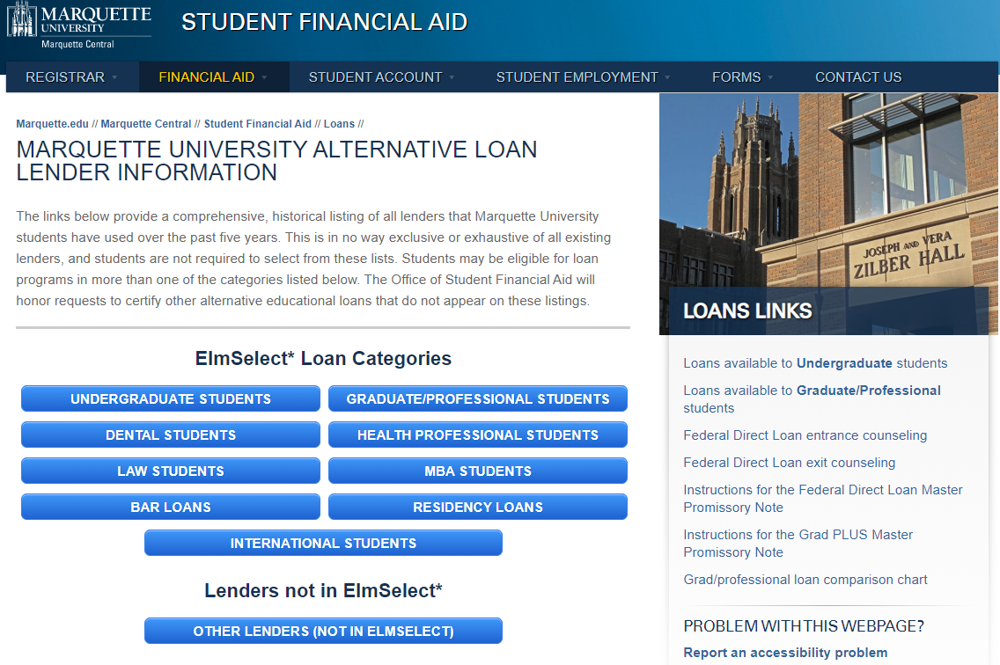 MARQUETTE
UNIVERSITY
Marquette Central
STUDENT FINANCIAL AID
REGISTRAR
FINANCIAL AID
STUDENT ACCOUNT
STUDENT EMPLOYMENT
FORMS
CONTACT US
Marquette.edu // Marquette Central // Student Financial Aid // Loans //
MARQUETTE UNIVERSITY ALTERNATIVE LOAN
LENDER INFORMATION
The links below provide a comprehensive, historical listing of all lenders that Marquette University
students have used over the past five years. This is in no way exclusive or exhaustive of all existing
lenders, and students are not required to select from these lists. Students may be eligible for loan
programs in more than one of the categories listed below. The Office of Student Financial Aid will
honor requests to certify other alternative educational loans that do not appear on these listings.
ElmSelect* Loan Categories
UNDERGRADUATE STUDENTS
GRADUATE/PROFESSIONAL STUDENTS
DENTAL STUDENTS
HEALTH PROFESSIONAL STUDENTS
LAW STUDENTS
MBA STUDENTS
BAR LOANS
RESIDENCY LOANS
INTERNATIONAL STUDENTS
Lenders not in ElmSelect*
OTHER LENDERS (NOT IN ELMSELECT)
JOSEPH AND VERA
ZILBER HALL
LOANS LINKS
Loans available to Undergraduate students
Loans available to Graduate/Professional
students
Federal Direct Loan entrance counseling
Federal Direct Loan exit counseling
Instructions for the Federal Direct Loan Master
Promissory Note
Instructions for the Grad PLUS Master
Promissory Note
Grad/professional loan comparison chart
PROBLEM WITH THIS WEBPAGE?
Report an accessibility problem